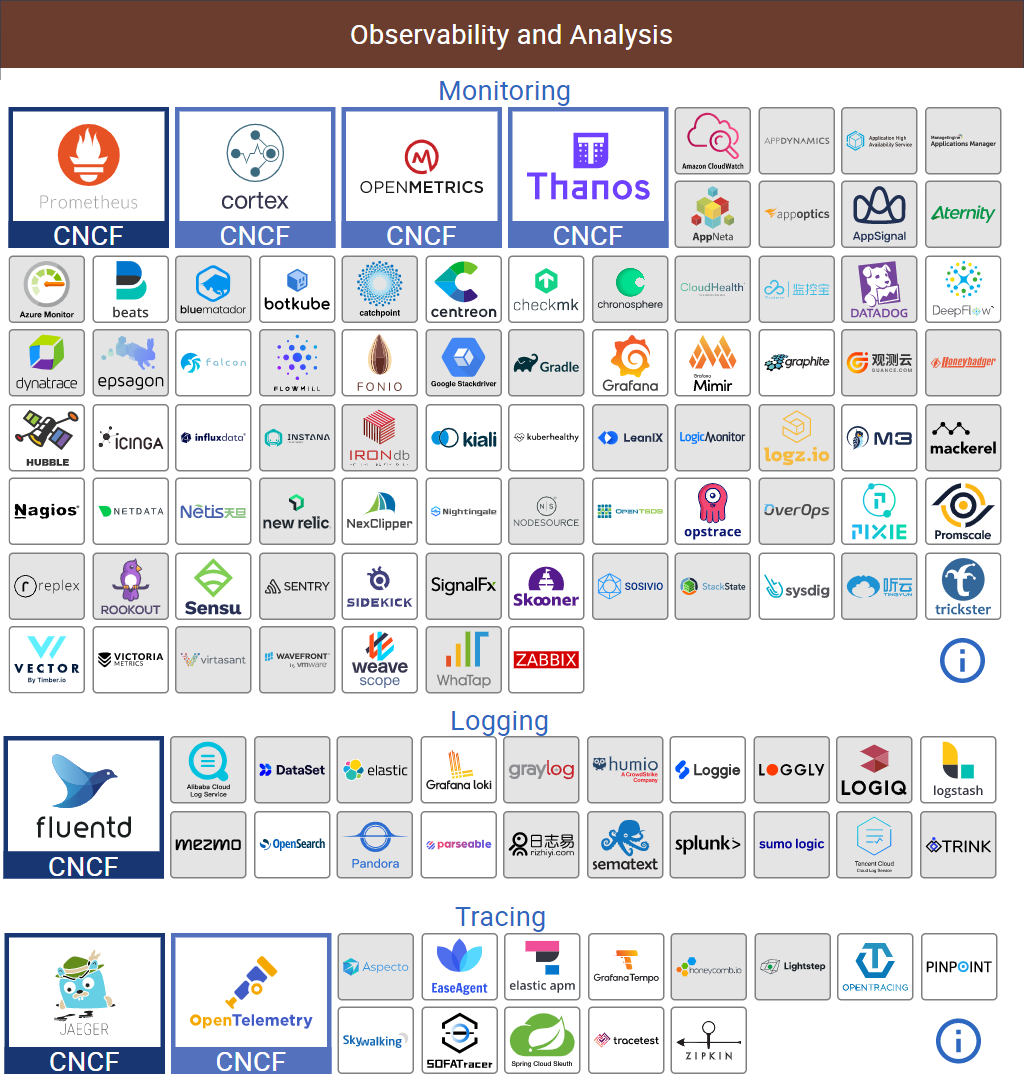 Observability and Analysis
Monitoring
Prometheus
CNCF
cortex
CNCF
OPENMETRICS
CNCF
Thanos
CNCF
Amazon CloudWatch
APPDYNAMICS
Application High
Availability Service
ManageEngine
Applications Manager
AppNeta
appoptics
AppSignal
Aternity
Azure Monitor
beats
bluematador
botkube
catchpoint
centreon
checkmk
chronosphere
CloudHealth
监控宝
DATADOG
DeepFlow
dynatrace
epsagon
falcon
FLOWMILL
FONIO
Google Stackdriver
Gradle
Grafana
Grafana
Mimir
graphite
观测云
GUANCE.COM
Honeybadger
HUBBLE
ICINGA
influxdata
INSTANA
IRONdb
kiali
kuberhealthy
LeanIX
LogicMonitor
logz.io
M3
mackerel
Nagios
NETDATA
Netis天旦
new relic
NexClipper
Nightingale
N|S
NODESOURCE
OPENTSDB
opstrace
OverOps
PIXIE
Promscale
replex
ROOKOUT
Sensu
SENTRY
SIDEKICK
SignalFx
Skooner
SOSIVIO
StackState
sysdig
听云
TINGYUN
trickster
VECTOR
By Timber.io
VICTORIA
METRICS
virtasant
WAVEFRONT
by vmware
weave
scope
WhaTap
ZABBIX
Logging
fluentd
CNCF
Alibaba Cloud
Log Service
DataSet
elastic
Grafana loki
graylog
humio
A CrowdStrike
Company
Loggie
LOGGLY
LOGIQ
logstash
mezmo
OpenSearch
Pandora
parseable
日志易
rizhiyi.com
sematext
splunk>
sumo logic
Tencent Cloud
Cloud Log Service
TRINK
Tracing
JAEGER
CNCF
OpenTelemetry
CNCF
Aspecto
EaseAgent
elastic apm
Grafana Tempo
honeycomb.io
Lightstep
OPENTRACING
PINPOINT
Skywalking
SOFATracer
Spring Cloud Sleuth
tracetest
ZIPKIN